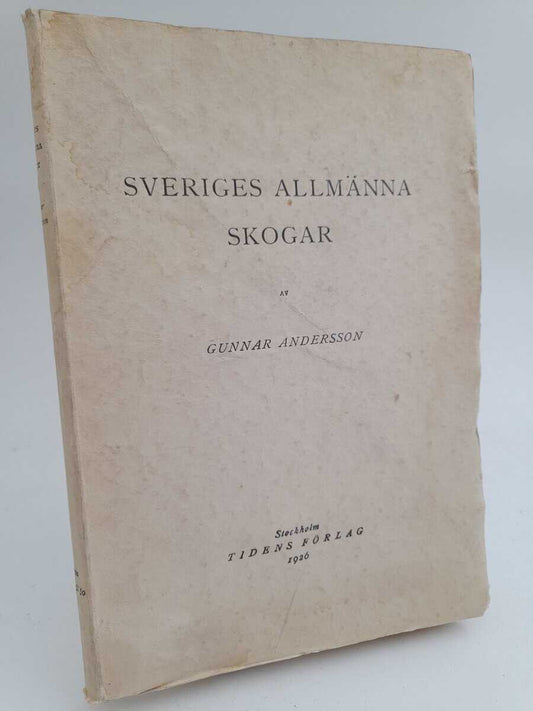 SVERIGES ALLMÄNNA
SKOGAR
AV
GUNNAR ANDERSSON
Stockholm
TIDENS FÖRLAG
1926